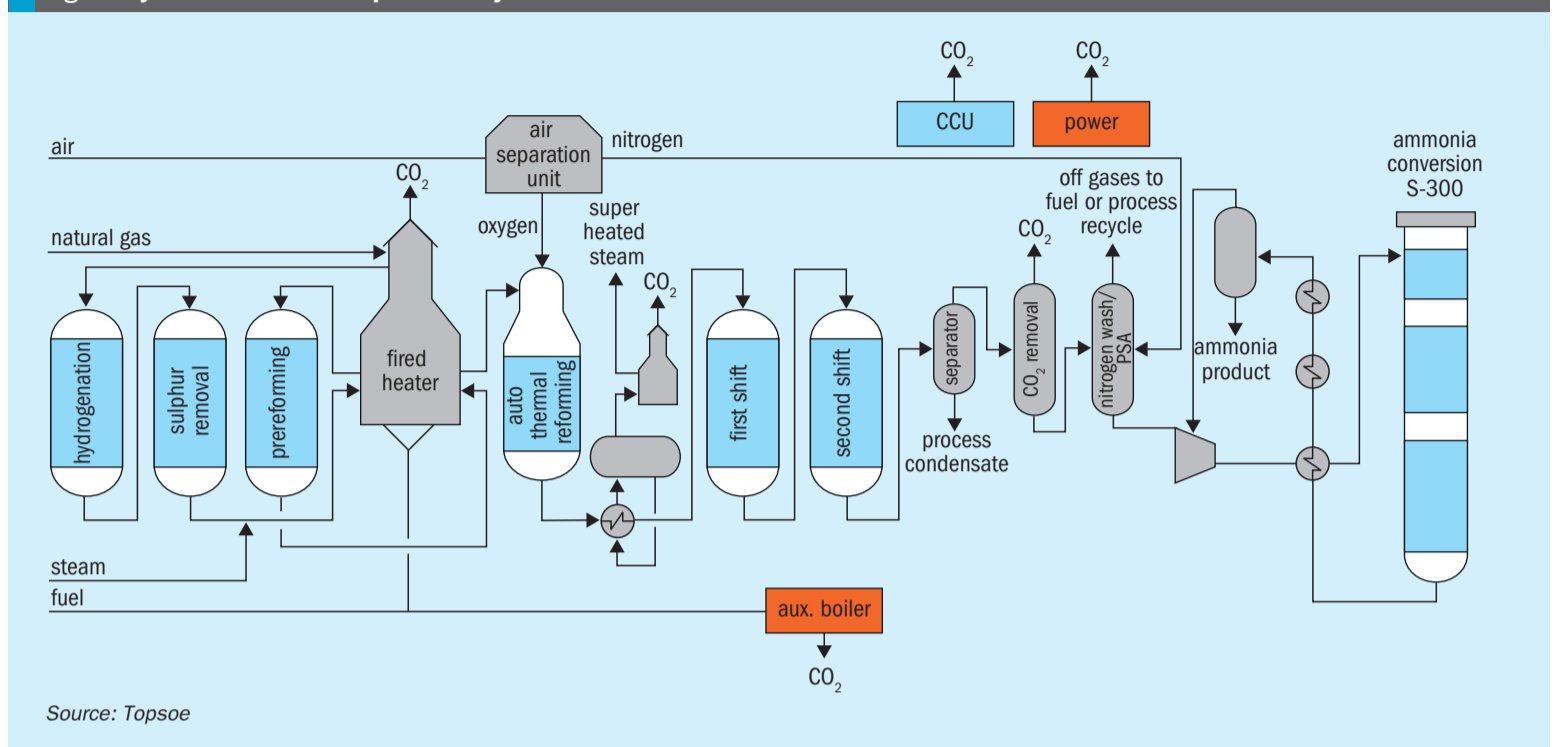 CO2
CO2
CCU
power
air
air
separation
unit
nitrogen
ammonia
conversion
S-300
CO2
off gases to
fuel or process
recycle
super
heated
steam
oxygen
natural gas
CO2
CO2
hydrogenation
sulphur
removal
prereforming
fired
heater
auto
thermal
reforming
first shift
second shift
separator
CO2 removal
nitrogen wash/
PSA
ammonia
product
process
condensate
steam
fuel
aux. boiler
CO2
Source: Topsoe